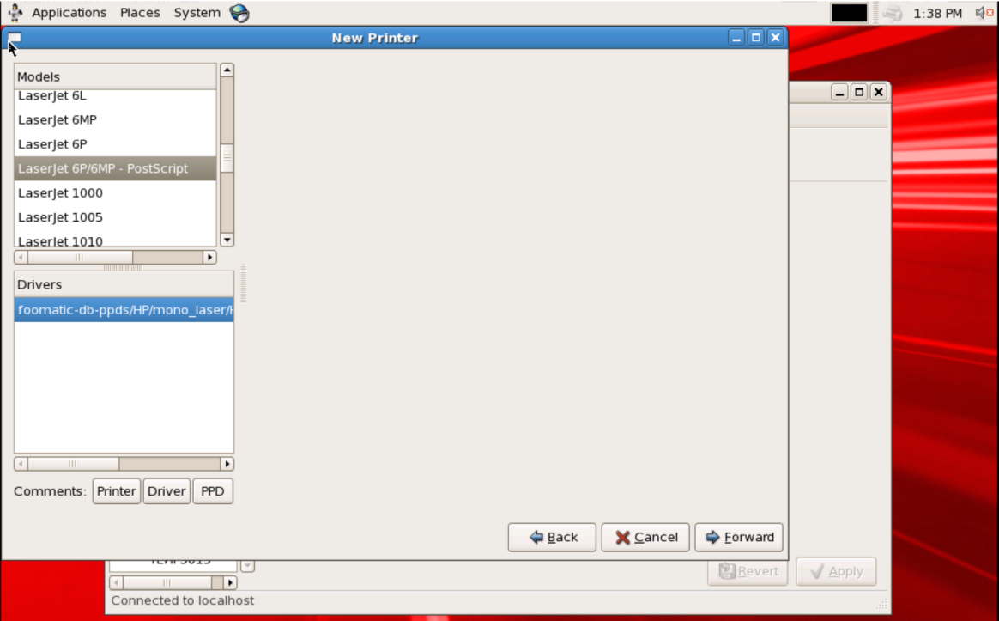 Applications Places System 1:38 PM
New Printer
Models
LaserJet 6L
LaserJet 6MP
LaserJet 6P
LaserJet 6P/6MP - PostScript
LaserJet 1000
LaserJet 1005
LaserJet 1010
Drivers
foomatic-db-ppds/HP/mono_laser/H
Comments: Printer Driver PPD
Back Cancel Forward
Revert Apply
Connected to localhost